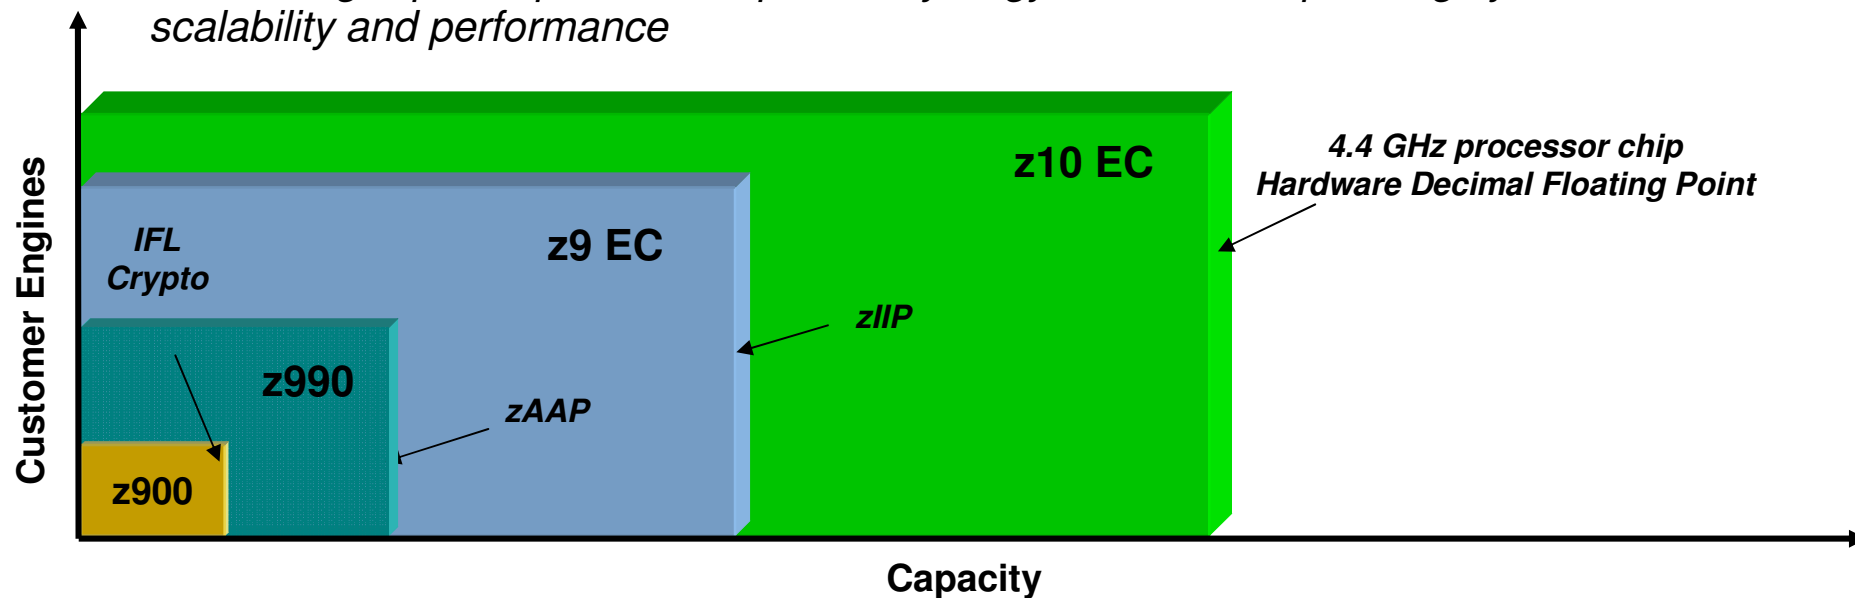 scalability and performance
Customer Engines
z10 EC
4.4 GHz processor chip
Hardware Decimal Floating Point
z9 EC
IFL
Crypto
zIIP
z990
zAAP
z900
Capacity